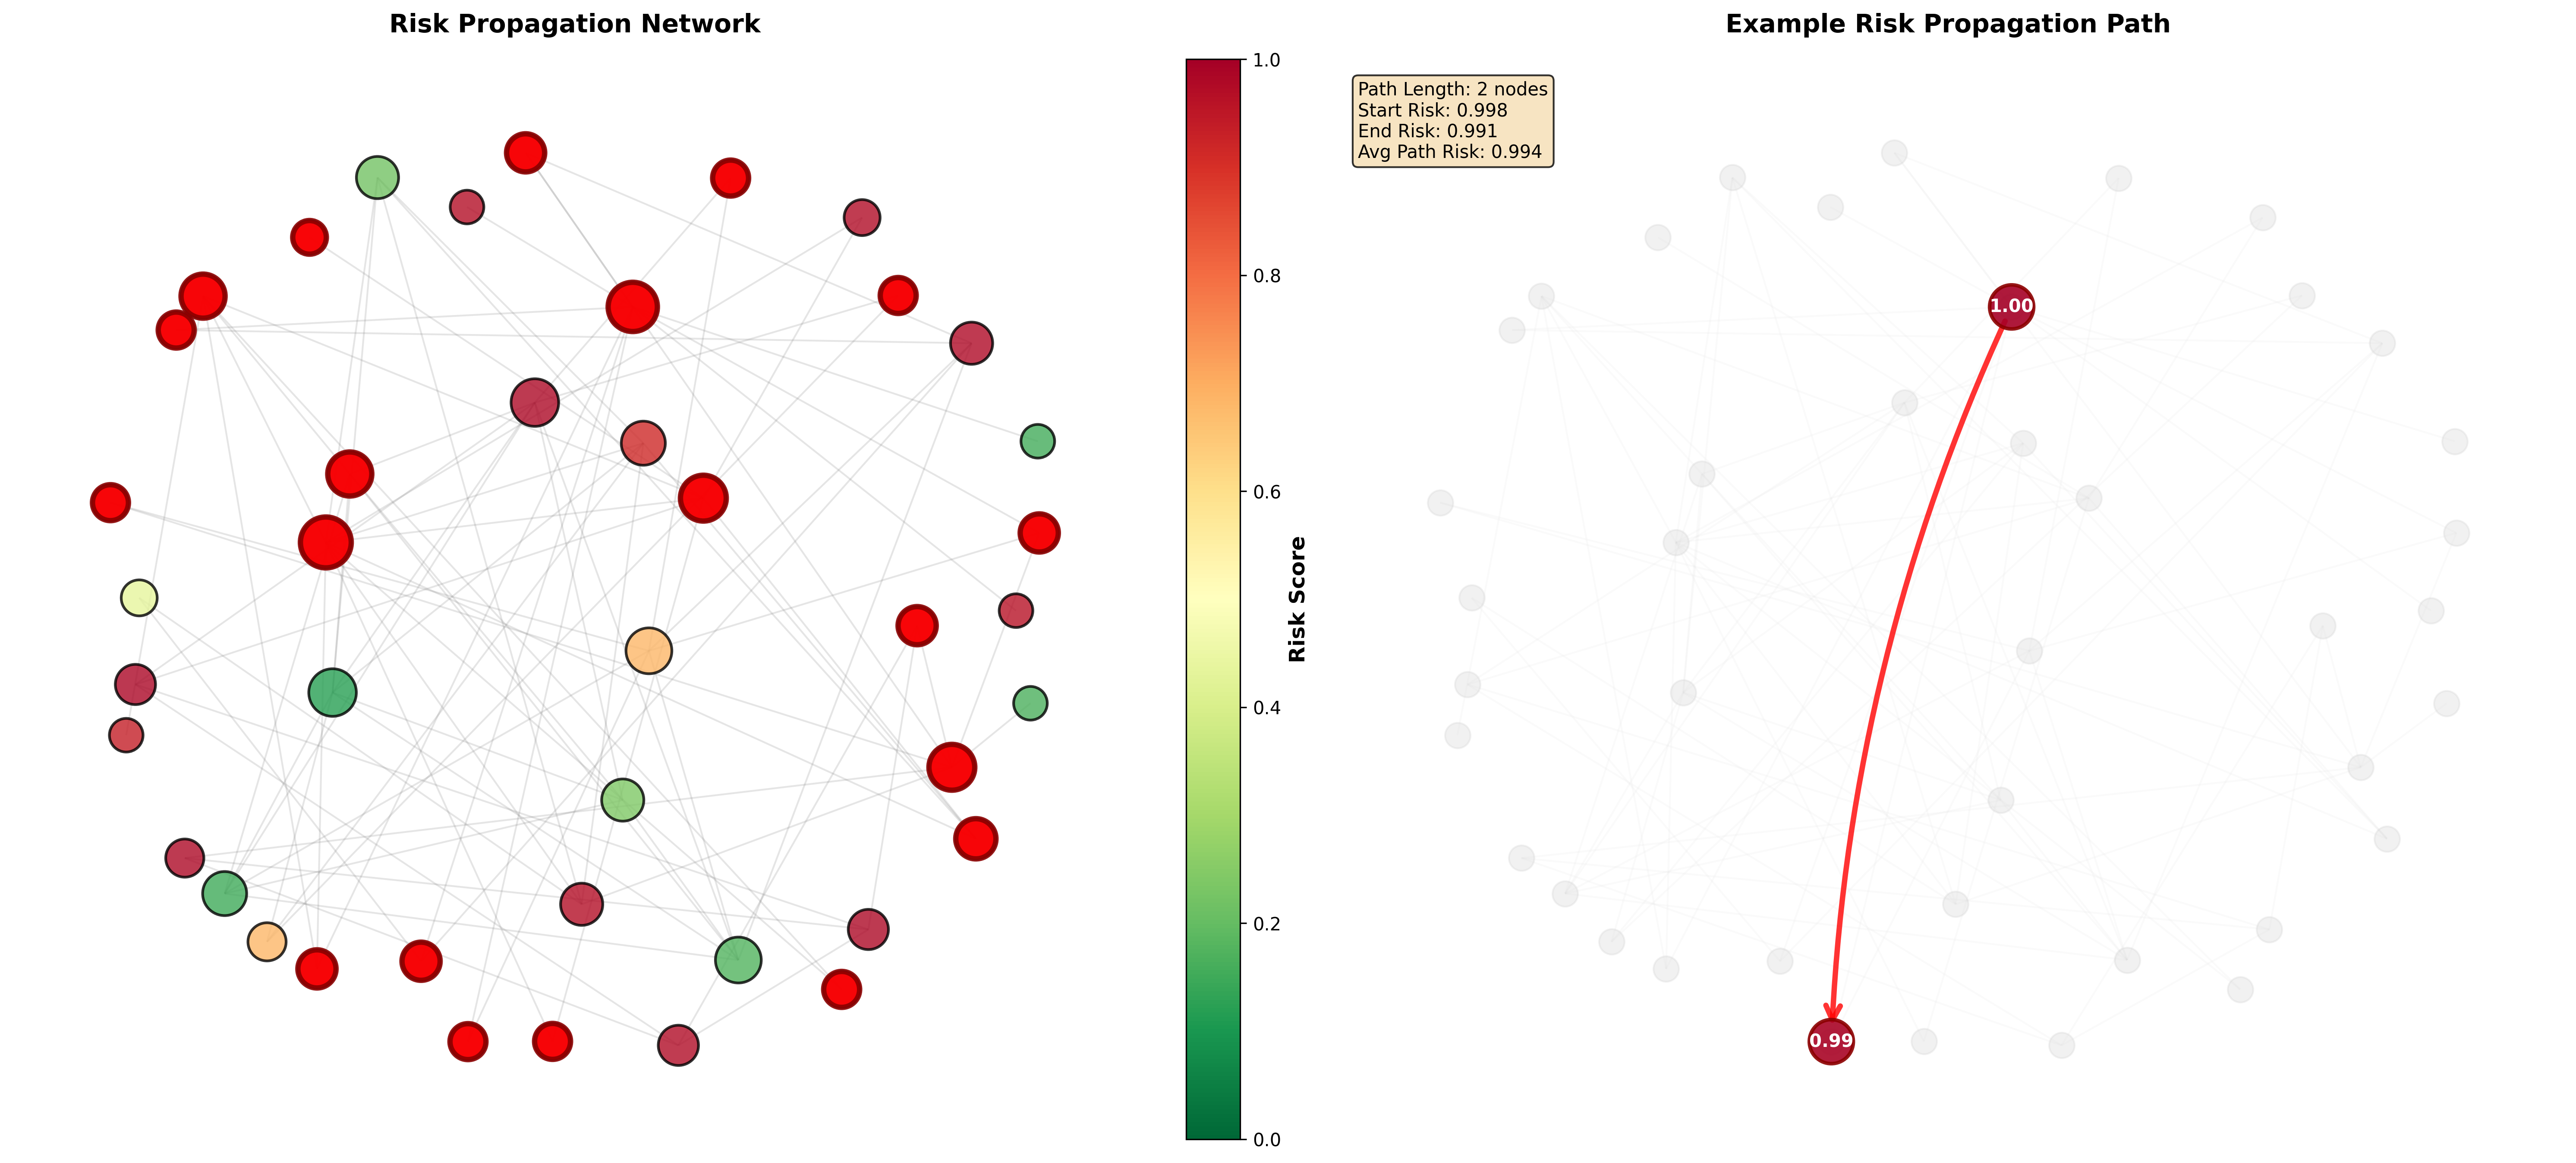 Risk Propagation Network
Example Risk Propagation Path
1.0
0.8
0.6
0.4
0.2
0.0
Risk Score
Path Length: 2 nodes
Start Risk: 0.998
End Risk: 0.991
Avg Path Risk: 0.994
1.00
0.99